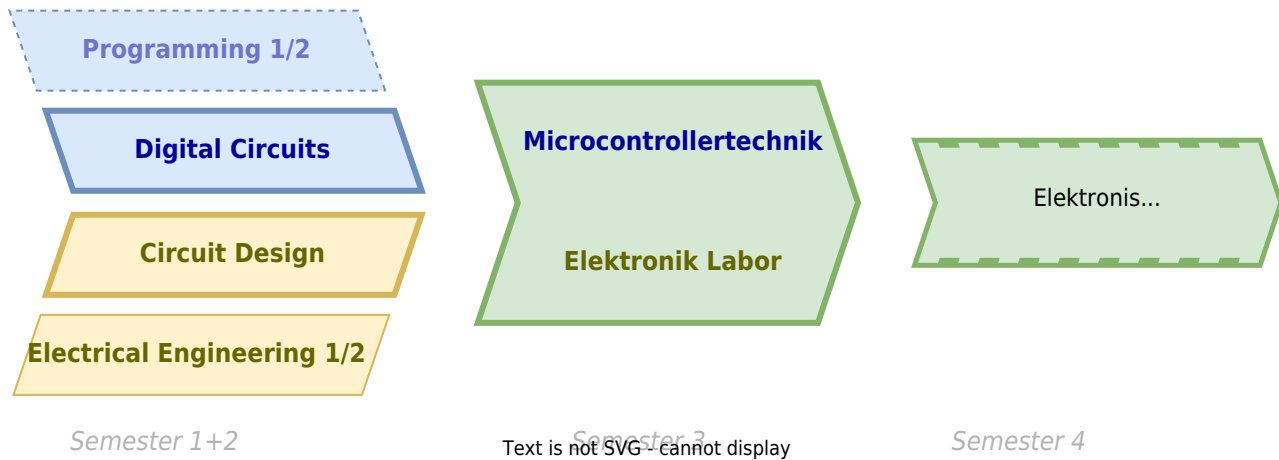 Programming 1/2
Digital Circuits
Circuit Design
Electrical Engineering 1/2
Microcontrollertechnik
Elektronik Labor
Elektronis...
Semester 1+2
Semester 3
Semester 4
Text is not SVG - cannot display